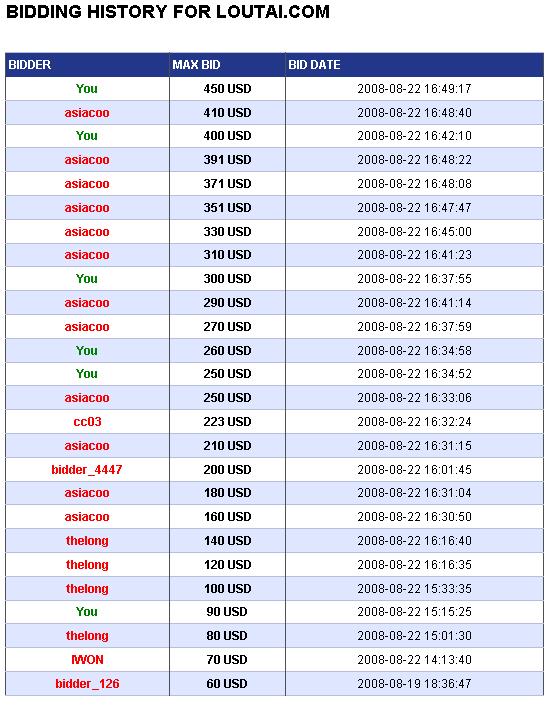 BIDDING HISTORY FOR LOUTAI.COM
BIDDER MAX BID BID DATE
You 450 USD 2008-08-22 16:49:17
asiacoo 410 USD 2008-08-22 16:48:40
You 400 USD 2008-08-22 16:42:10
asiacoo 391 USD 2008-08-22 16:48:22
asiacoo 371 USD 2008-08-22 16:48:08
asiacoo 351 USD 2008-08-22 16:47:47
asiacoo 330 USD 2008-08-22 16:45:00
asiacoo 310 USD 2008-08-22 16:41:23
You 300 USD 2008-08-22 16:37:55
asiacoo 290 USD 2008-08-22 16:41:14
asiacoo 270 USD 2008-08-22 16:37:59
You 260 USD 2008-08-22 16:34:58
You 250 USD 2008-08-22 16:34:52
asiacoo 250 USD 2008-08-22 16:33:06
cc03 223 USD 2008-08-22 16:32:24
asiacoo 210 USD 2008-08-22 16:31:15
bidder_4447 200 USD 2008-08-22 16:01:45
asiacoo 180 USD 2008-08-22 16:31:04
asiacoo 160 USD 2008-08-22 16:30:50
thelong 140 USD 2008-08-22 16:16:40
thelong 120 USD 2008-08-22 16:16:35
thelong 100 USD 2008-08-22 15:33:35
You 90 USD 2008-08-22 15:15:25
thelong 80 USD 2008-08-22 15:01:30
IWON 70 USD 2008-08-22 14:13:40
bidder_126 60 USD 2008-08-19 18:36:47